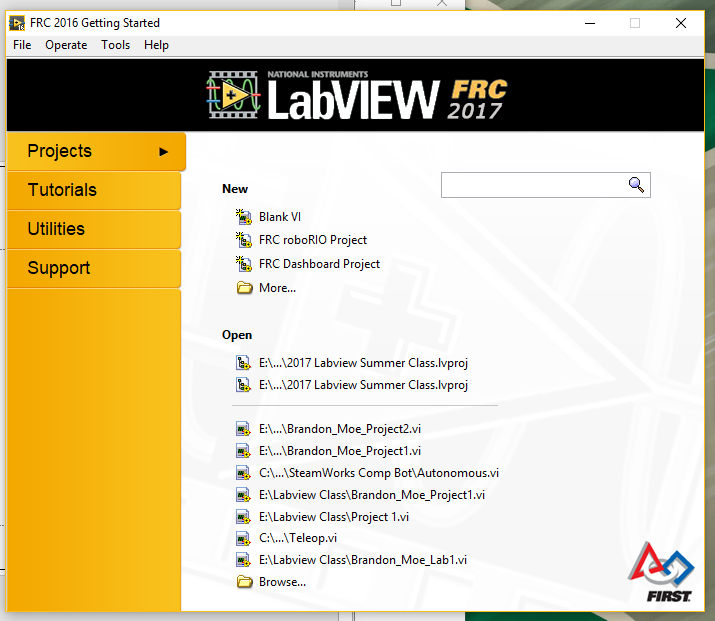 FRC 2016 Getting Started
File Operate Tools Help
NATIONAL INSTRUMENTS
LabVIEW FRC 2017
Projects
Tutorials
Utilities
Support
New
Blank VI
FRC roboRIO Project
FRC Dashboard Project
More...
Open
E:\...\2017 Labview Summer Class.lvproj
E:\...\2017 Labview Summer Class.lvproj
E:\...\Brandon_Moe_Project2.vi
E:\...\Brandon_Moe_Project1.vi
C:\...\SteamWorks Comp Bot\Autonomous.vi
E:\Labview Class\Brandon_Moe_Project1.vi
E:\Labview Class\Project 1.vi
C:\...\Teleop.vi
E:\Labview Class\Brandon_Moe_Lab1.vi
Browse...
FIRST